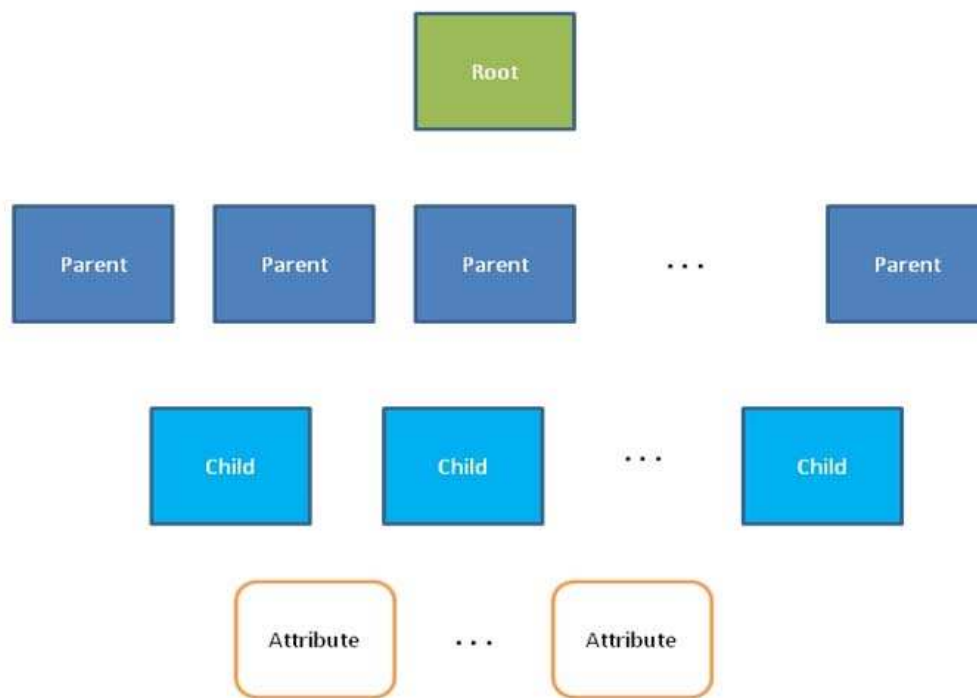 Root
Parent Parent Parent ... Parent
Child Child ... Child
Attribute ... Attribute